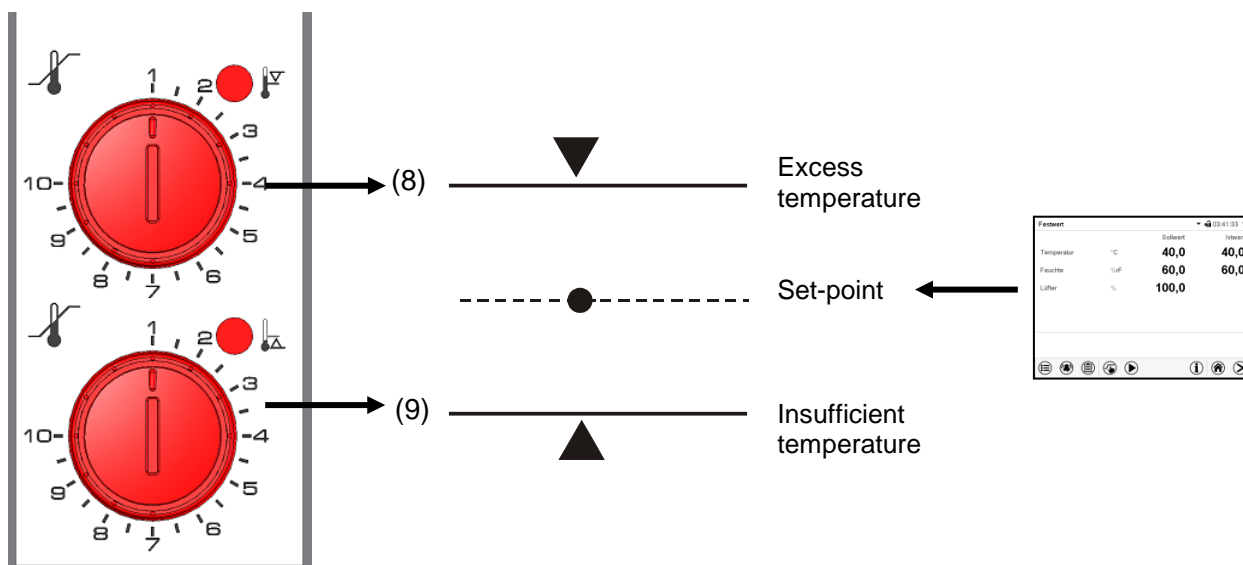 1
2
3
4
5
6
7
8
9
10
(8)
Excess
temperature
Set-point
1
2
3
4
5
6
7
8
9
10
(9)
Insufficient
temperature
Festwert 03:41:33
Sollwert Istwer
Temperatur °C 40,0 40,0
Feuchte %rF 60,0 60,0
Lüfter % 100,0